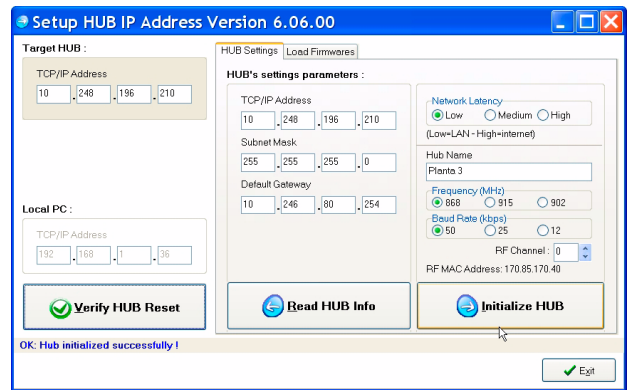 Setup HUB IP Address Version 6.06.00
Target HUB :
TCP/IP Address
10 . 248 . 196 . 210
Local PC :
TCP/IP Address
192 . 168 . 1 . 36
Verify HUB Reset
HUB Settings Load Firmwares
HUB's settings parameters :
TCP/IP Address
10 . 248 . 196 . 210
Subnet Mask
255 . 255 . 255 . 0
Default Gateway
10 . 246 . 80 . 254
Read HUB Info
Network Latency
Low Medium High
(Low=LAN - High=internet)
Hub Name
Planta 3
Frequency (MHz)
868 915 902
Baud Rate (kbps)
50 25 12
RF Channel : 0
RF MAC Address: 170.85.170.40
Initialize HUB
OK: Hub initialized successfully !
Exit